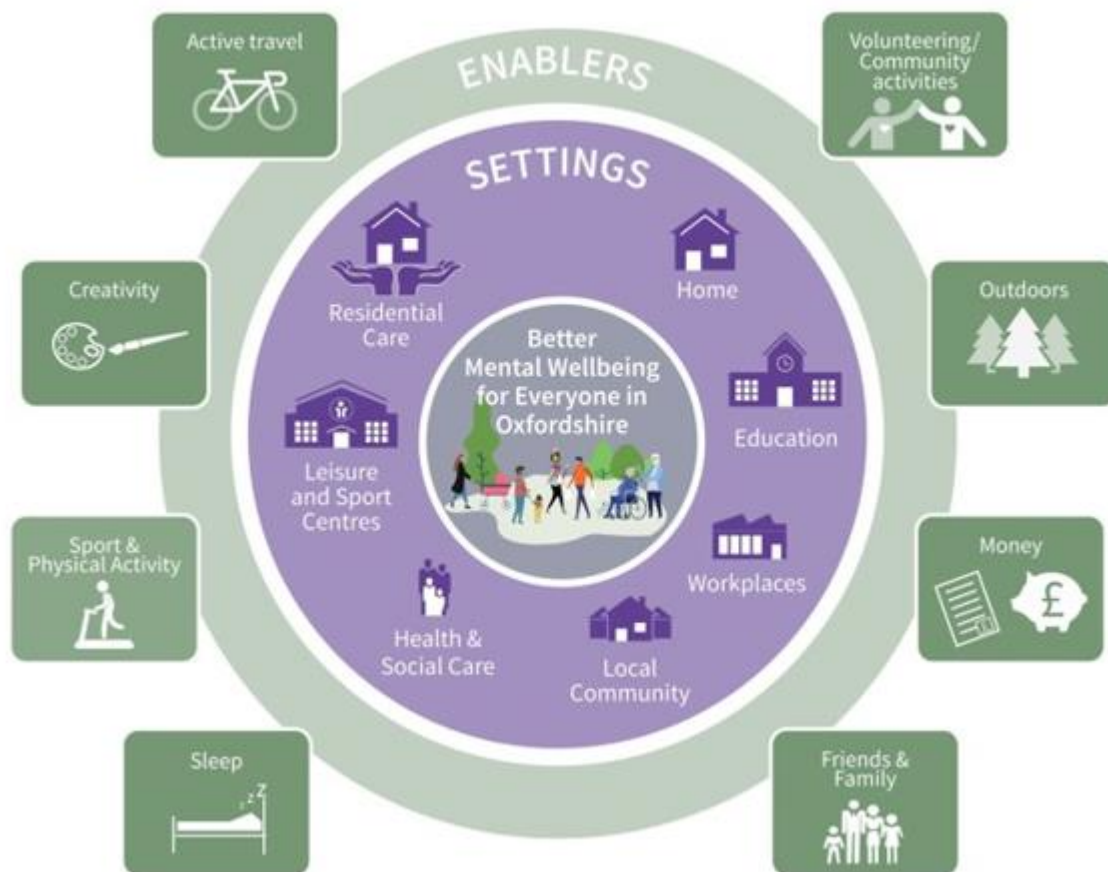 Active travel
Volunteering/
Community
activities
ENABLERS
SETTINGS
Residential
Care
Home
Creativity
Outdoors
Better
Mental Wellbeing
for Everyone in
Oxfordshire
Leisure
and Sport
Centres
Education
Sport &
Physical Activity
Money
£
Workplaces
Health &
Social Care
Local
Community
Sleep
z z Z
Friends &
Family